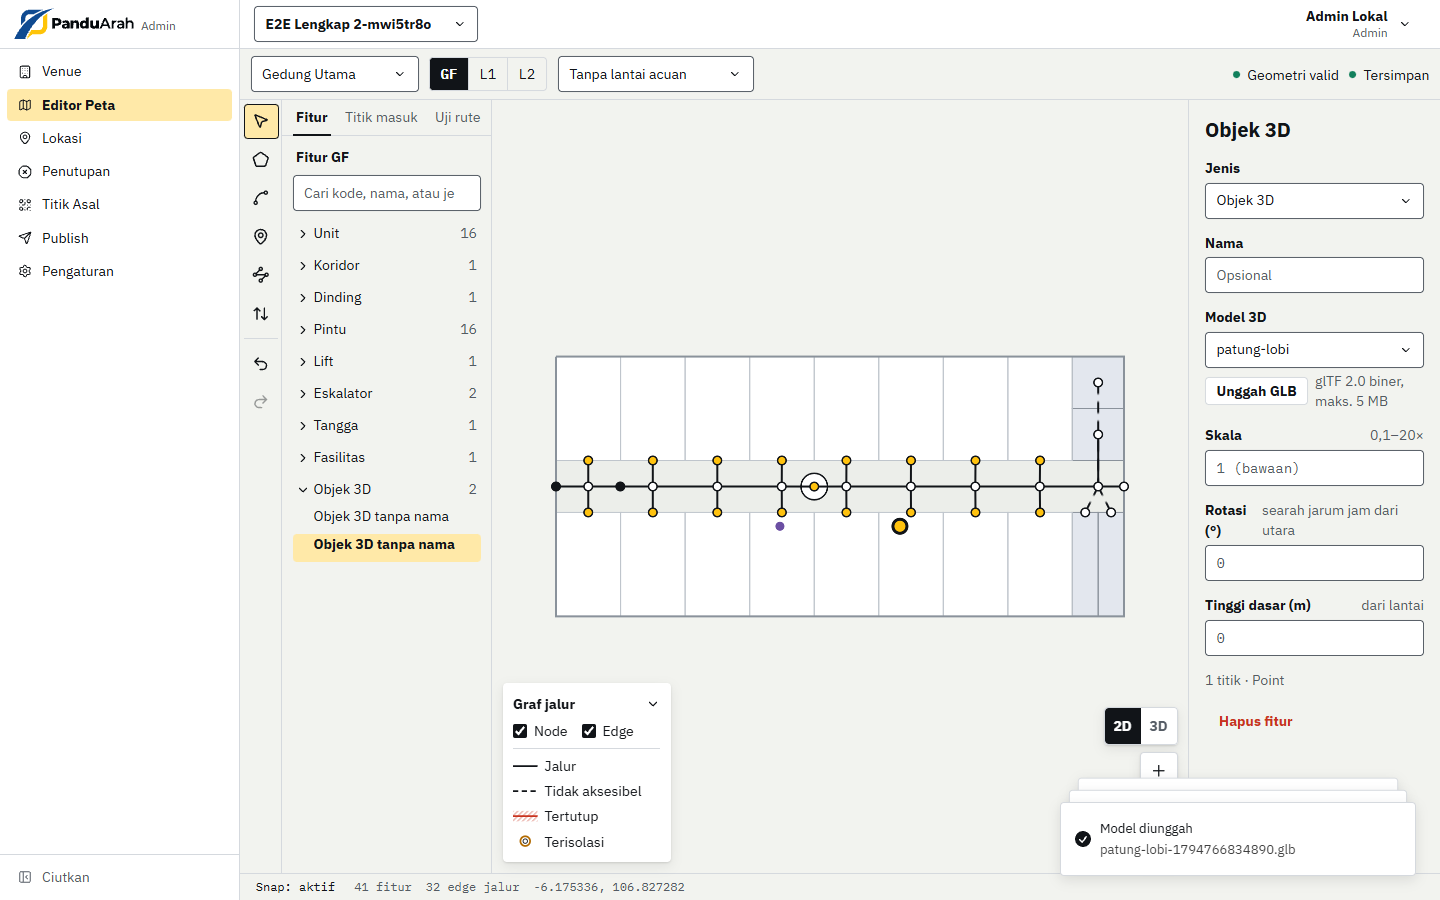 PanduArah Admin
E2E Lengkap 2-mwi5tr8o
Admin Lokal
Admin
Venue
Editor Peta
Lokasi
Penutupan
Titik Asal
Publish
Pengaturan
Ciutkan
Gedung Utama
GF
L1
L2
Tanpa lantai acuan
Geometri valid
Tersimpan
Fitur
Titik masuk
Uji rute
Fitur GF
Cari kode, nama, atau je
Unit 16
Koridor 1
Dinding 1
Pintu 16
Lift 1
Eskalator 2
Tangga 1
Fasilitas 1
Objek 3D 2
Objek 3D tanpa nama
Objek 3D tanpa nama
Graf jalur
Node
Edge
Jalur
Tidak aksesibel
Tertutup
Terisolasi
2D
3D
+
Objek 3D
Jenis
Objek 3D
Nama
Opsional
Model 3D
patung-lobi
Unggah GLB
glTF 2.0 biner,
maks. 5 MB
Skala 0,1–20×
1 (bawaan)
Rotasi (°)
searah jarum jam dari utara
0
Tinggi dasar (m) dari lantai
0
1 titik · Point
Hapus fitur
Model diunggah
patung-lobi-1794766834890.glb
Snap: aktif 41 fitur 32 edge jalur -6.175336, 106.827282